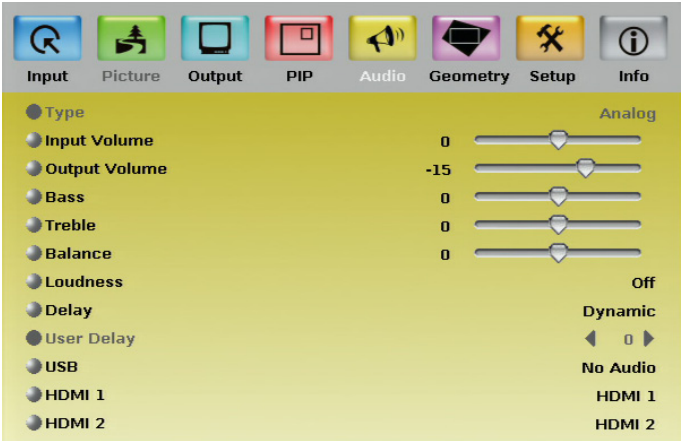 Input Picture Output PIP Audio Geometry Setup Info
Type Analog
Input Volume 0
Output Volume -15
Bass 0
Treble 0
Balance 0
Loudness Off
Delay Dynamic
User Delay 0
USB No Audio
HDMI 1 HDMI 1
HDMI 2 HDMI 2